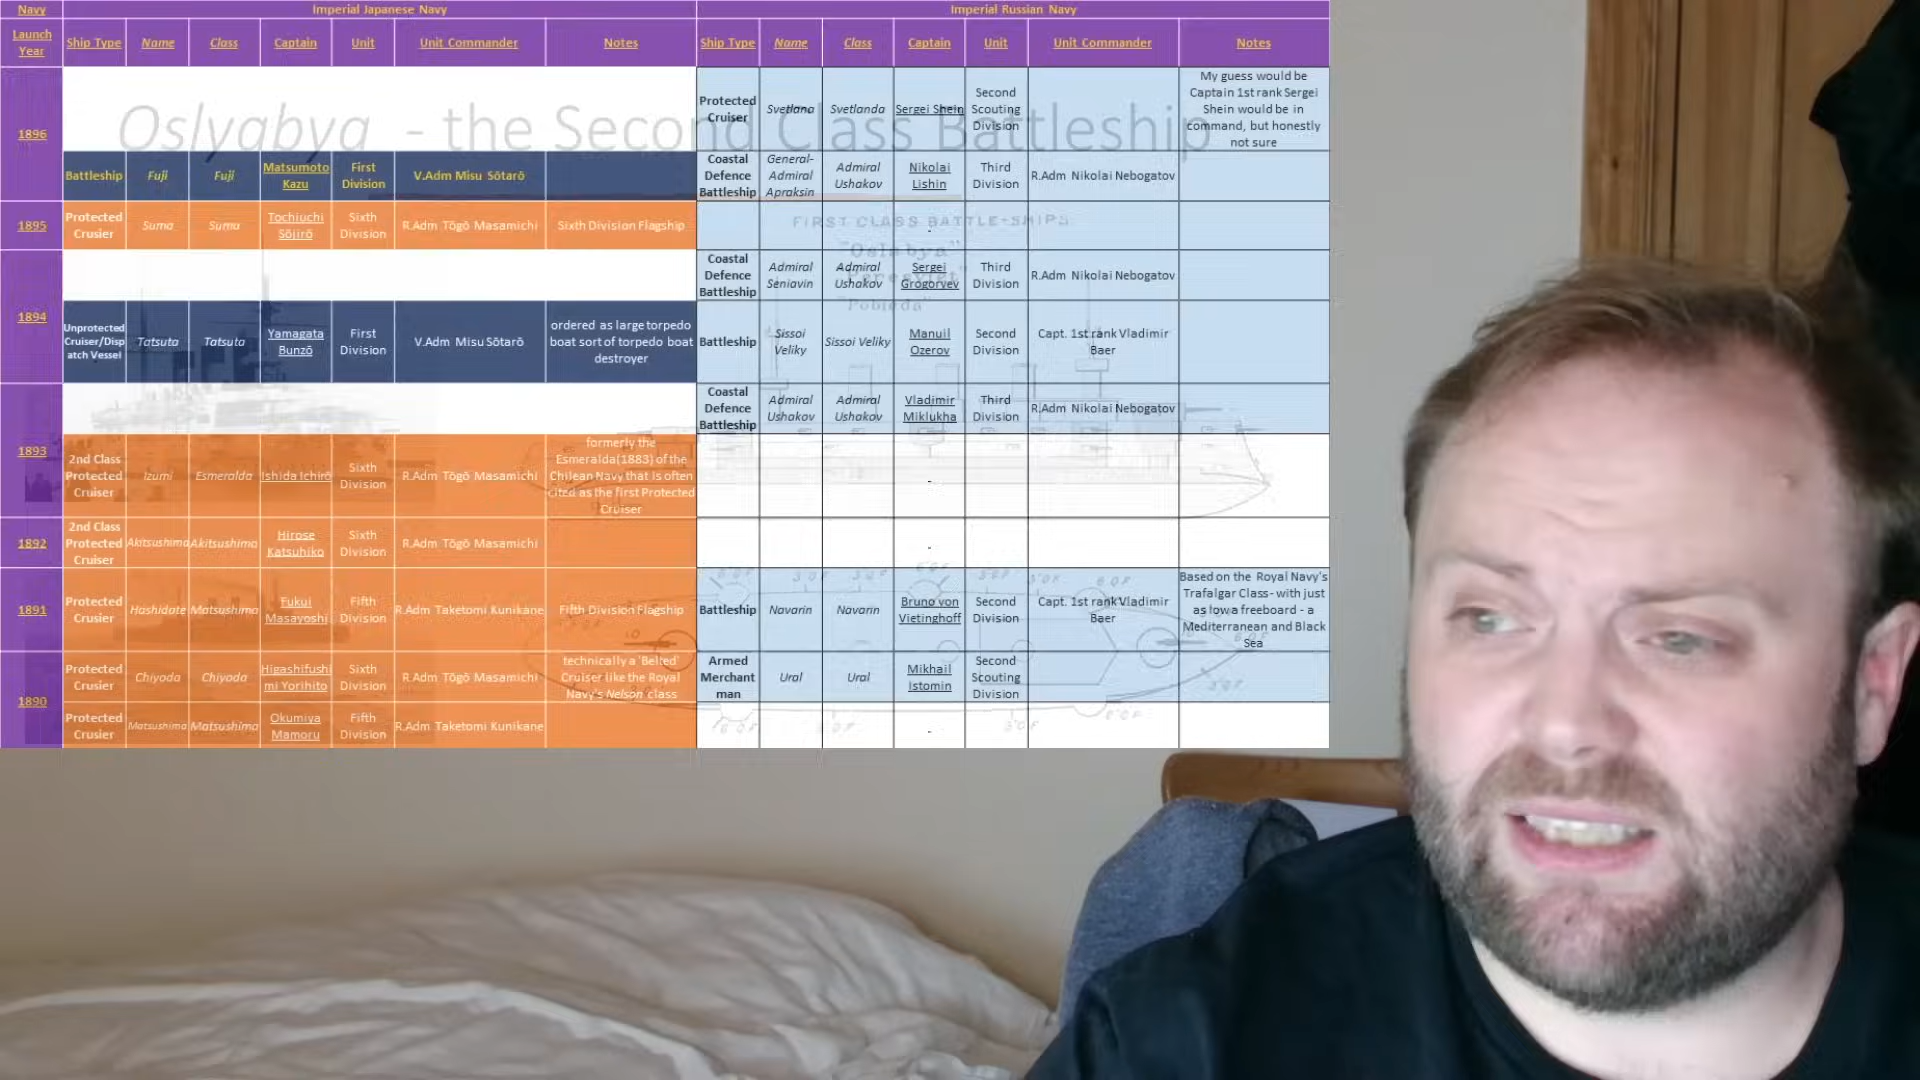 Navy
Imperial Japanese Navy
Imperial Russian Navy
Launch
Year
Ship Type
Name
Class
Captain
Unit
Unit Commander
Notes
Ship Type
Name
Class
Captain
Unit
Unit Commander
Notes
Oslyabya - the Second Class Battleship
1896
Protected
Cruiser
Svetlana
Svetlanda
Sergei Shein
Second
Scouting
Division
My guess would be
Captain 1st rank Sergei
Shein would be in
command, but honestly
not sure
Battleship
Fuji
Fuji
Matsumoto
Kazu
First
Division
V.Adm Misu Sōtarō
Coastal
Defence
Battleship
General-
Admiral
Apraksin
Admiral
Ushakov
Nikolai
Lishin
Third
Division
R.Adm Nikolai Nebogatov
1895
Protected
Crusier
Suma
Suma
Tochiuchi
Sōjirō
Sixth
Division
R.Adm Tōgō Masamichi
Sixth Division Flagship
-
FIRST CLASS BATTLE-SHIPS
"Oslabya"
"Peresviet"
"Pobieda"
1894
Coastal
Defence
Battleship
Admiral
Seniavin
Admiral
Ushakov
Sergei
Grogoryev
Third
Division
R.Adm Nikolai Nebogatov
Unprotected
Cruiser/Disp
atch Vessel
Tatsuta
Tatsuta
Yamagata
Bunzō
First
Division
V.Adm Misu Sōtarō
ordered as large torpedo
boat sort of torpedo boat
destroyer
Battleship
Sissoi
Veliky
Sissoi Veliky
Manuil
Ozerov
Second
Division
Capt. 1st rank Vladimir
Baer
1893
Coastal
Defence
Battleship
Admiral
Ushakov
Admiral
Ushakov
Vladimir
Miklukha
Third
Division
R.Adm Nikolai Nebogatov
2nd Class
Protected
Cruiser
Izumi
Esmeralda
Ishida Ichirō
Sixth
Division
R.Adm Tōgō Masamichi
formerly the
Esmeralda(1883) of the
Chilean Navy that is often
cited as the first Protected
Cruiser
-
1892
2nd Class
Protected
Cruiser
Akitsushima
Akitsushima
Hirose
Katsuhiko
Sixth
Division
R.Adm Tōgō Masamichi
-
1891
Protected
Crusier
Hashidate
Matsushima
Fukui
Masayoshi
Fifth
Division
R.Adm Taketomi Kunikane
Fifth Division Flagship
Battleship
Navarin
Navarin
Bruno von
Vietinghoff
Second
Division
Capt. 1st rank Vladimir
Baer
Based on the Royal Navy's
Trafalgar Class- with just
as low a freeboard - a
Mediterranean and Black
Sea
1890
Protected
Crusier
Chiyoda
Chiyoda
Higashifushi
mi Yorihito
Sixth
Division
R.Adm Tōgō Masamichi
technically a 'Belted'
Cruiser like the Royal
Navy's Nelson class
Armed
Merchant
man
Ural
Ural
Mikhail
Istomin
Second
Scouting
Division
Protected
Crusier
Matsushima
Matsushima
Okumiya
Mamoru
Fifth
Division
R.Adm Taketomi Kunikane
-